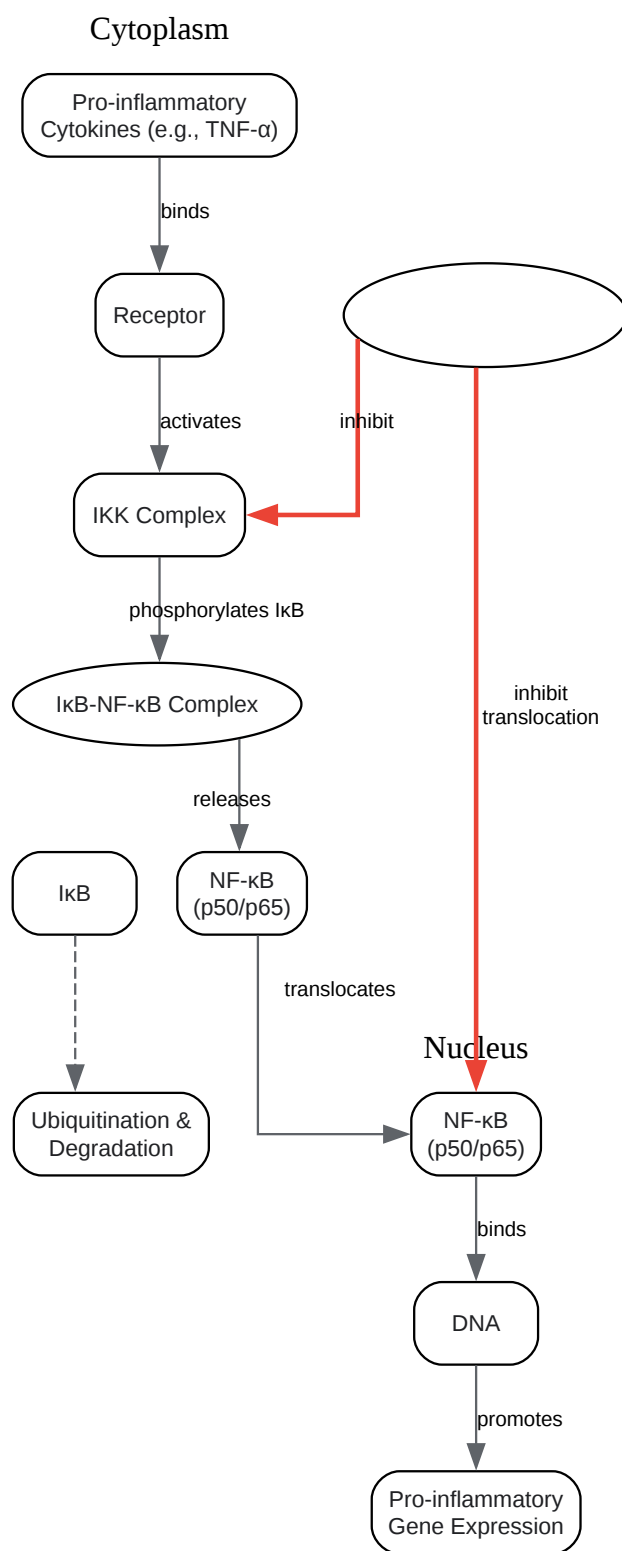 Cytoplasm
Pro-inflammatory
Cytokines (e.g., TNF-α)
binds
Receptor
activates
inhibit
IKK Complex
phosphorylates IκB
IκB-NF-κB Complex
inhibit
translocation
releases
IκB
NF-κB
(p50/p65)
translocates
Nucleus
Ubiquitination &
Degradation
NF-κB
(p50/p65)
binds
DNA
promotes
Pro-inflammatory
Gene Expression